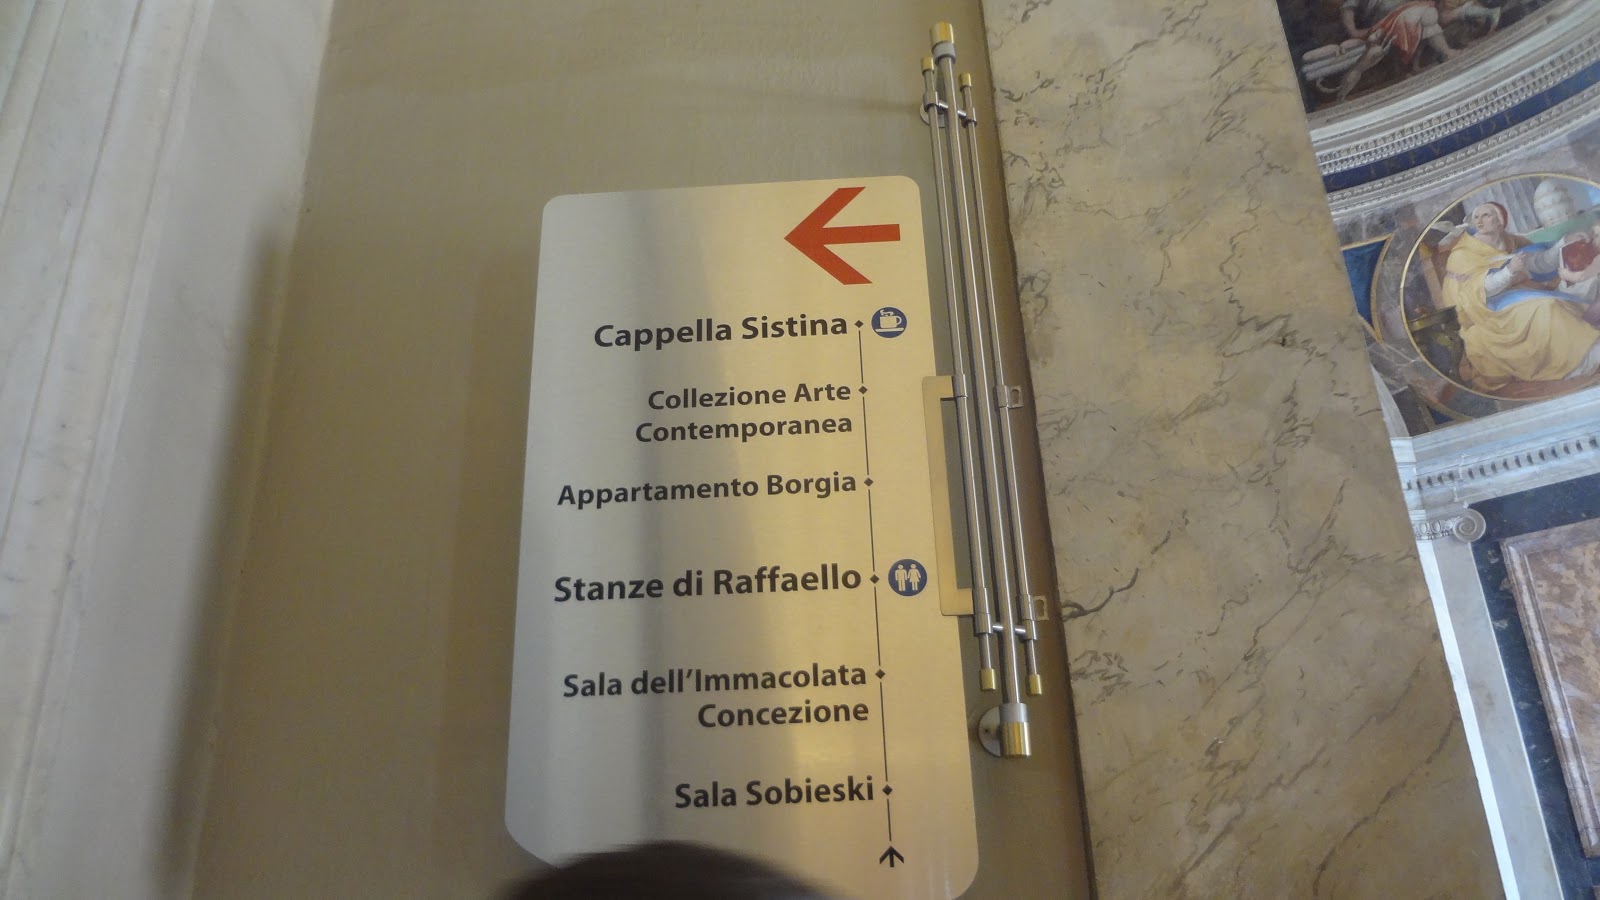 Cappella Sistina
Collezione Arte
Contemporanea
Appartamento Borgia
Stanze di Raffaello
Sala dell'Immacolata
Concezione
Sala Sobieski